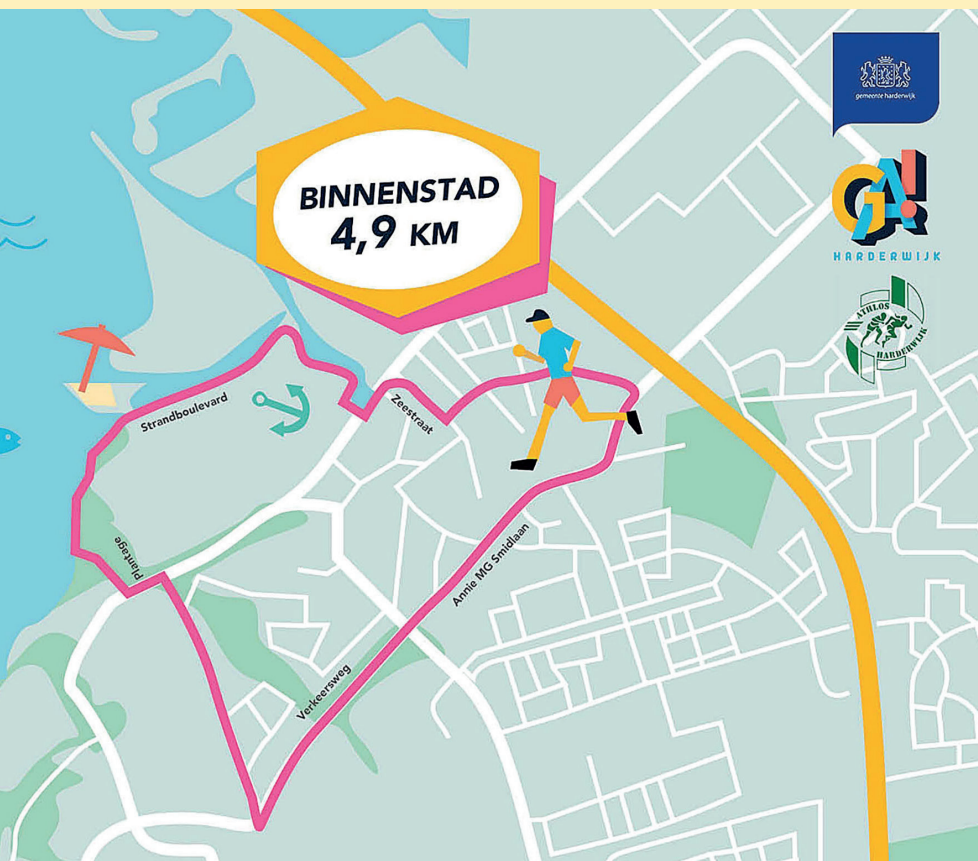 gemeente harderwijk
BINNENSTAD
4,9 KM
GA!
HARDERWIJK
ATHLOS
HARDERWIJK
Strandboulevard
Zeestraat
Plantage
Annie MG Smidlaan
Verkeersweg